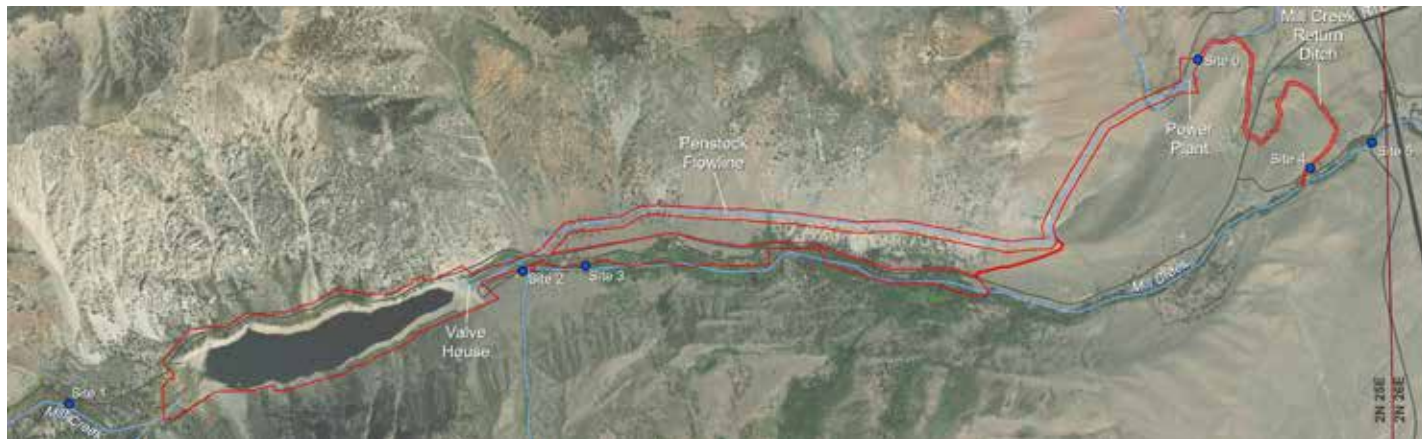 Mill Creek
Return
Ditch
Site 6
Penstock
Flowline
Power
Plant
Site 4
Site 5
Site 2
Site 3
Mill Creek
Valve
House
Site 1
Mill Creek
2N 25E
2N 26E